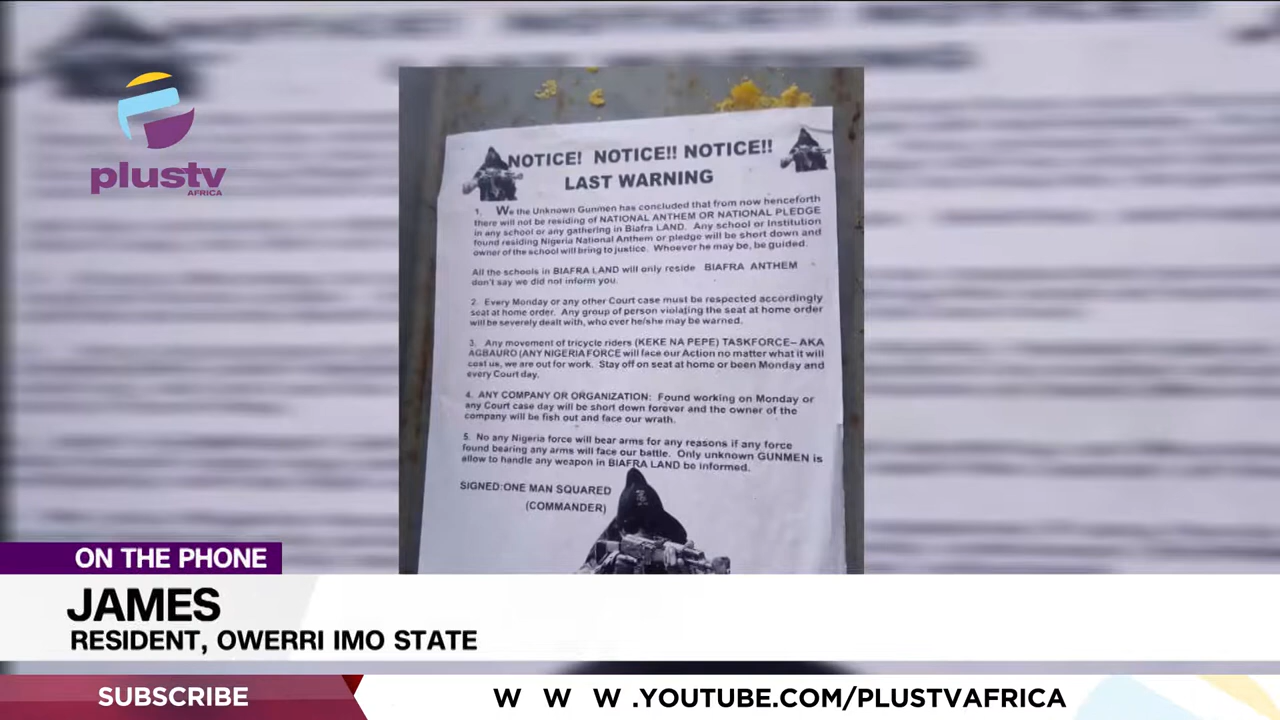 plustv
AFRICA
NOTICE! NOTICE!! NOTICE!!
LAST WARNING
1. We the Unknown Gunmen has concluded that from now henceforth
there will not be residing of NATIONAL ANTHEM OR NATIONAL PLEDGE
in any school or any gathering in Biafra LAND. Any school or Institution
found residing Nigeria National Anthem or pledge will be short down and
owner of the school will bring to justice. Whoever he may be, be guided.
All the schools in BIAFRA LAND will only reside BIAFRA ANTHEM
don't say we did not inform you.
2. Every Monday or any other Court case must be respected accordingly
seat at home order. Any group of person violating the seat at home order
will be severely dealt with, who ever he/she may be warned.
3. Any movement of tricycle riders (KEKE NA PEPE) TASKFORCE– AKA
AGBAURO (ANY NIGERIA FORCE will face our Action no matter what it will
cost us, we are out for work. Stay off on seat at home or been Monday and
every Court day.
4. ANY COMPANY OR ORGANIZATION: Found working on Monday or
any Court case day will be short down forever and the owner of the
company will be fish out and face our wrath.
5. No any Nigeria force will bear arms for any reasons if any force
found bearing any arms will face our battle. Only unknown GUNMEN is
allow to handle any weapon in BIAFRA LAND be informed.
SIGNED:ONE MAN SQUARED
(COMMANDER)
ON THE PHONE
JAMES
RESIDENT, OWERRI IMO STATE
SUBSCRIBE
W W W .YOUTUBE.COM/PLUSTVAFRICA